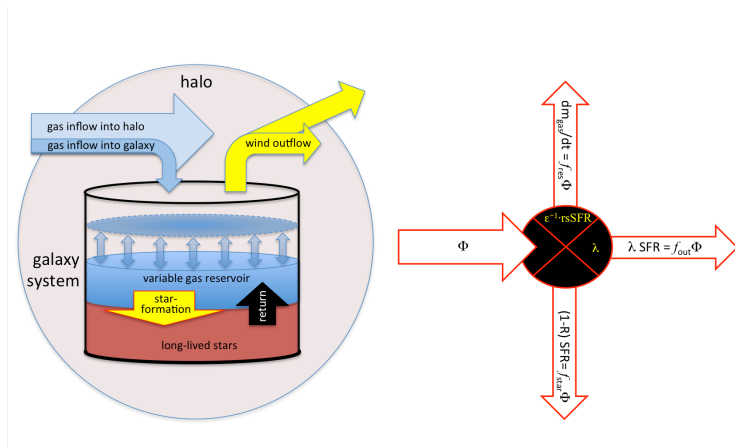 halo
gas inflow into halo
gas inflow into galaxy
wind outflow
galaxy
system
variable gas reservoir
star-
formation
return
long-lived stars
dm_gas/dt = f_res Φ
ε⁻¹·rsSFR
Φ
λ
λ SFR = f_out Φ
(1-R) SFR= f_star Φ